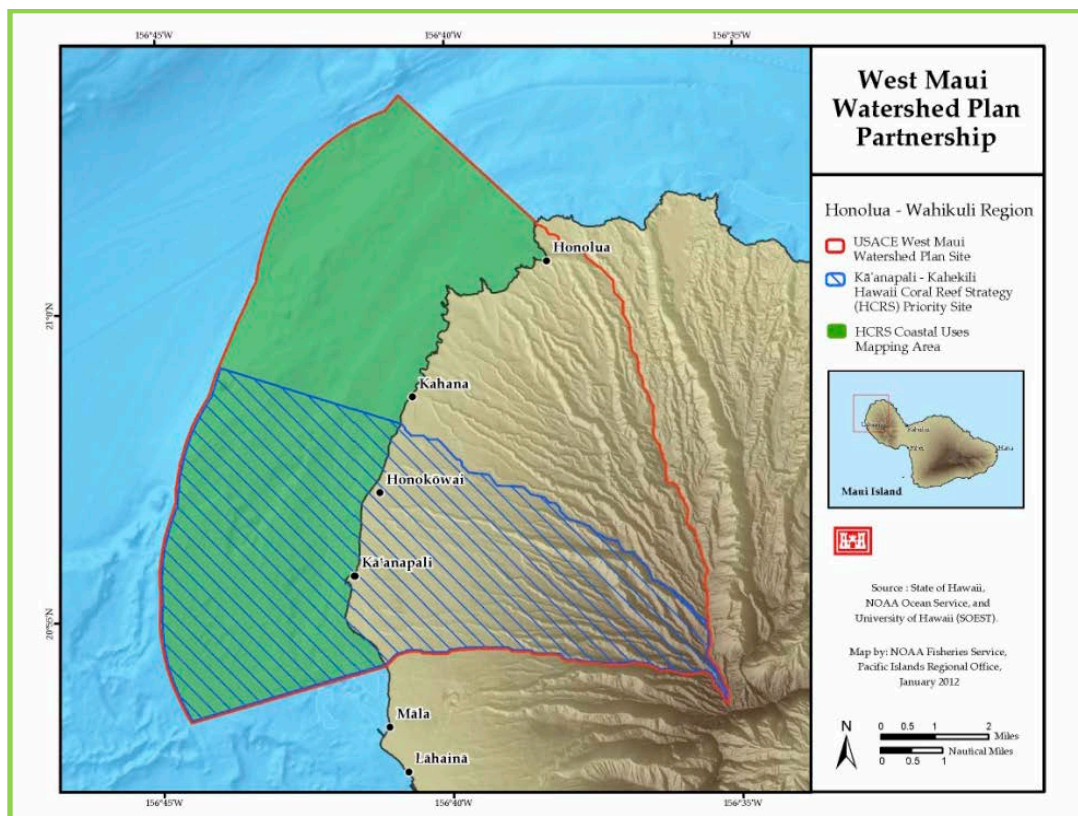 156°45'W
156°40'W
156°35'W
West Maui
Watershed Plan
Partnership
Honolua - Wahikuli Region
USACE West Maui
Watershed Plan Site
Kā'anapali - Kahekili
Hawaii Coral Reef Strategy
(HCRS) Priority Site
HCRS Coastal Uses
Mapping Area
Honolua
21°0'N
Kahana
Honokōwai
Kā'anapali
20°55'N
Māla
Lāhainā
Maui Island
Source : State of Hawaii,
NOAA Ocean Service, and
University of Hawaii (SOEST).
Map by: NOAA Fisheries Service,
Pacific Islands Regional Office,
January 2012
N
0 0.5 1 2
Miles
Nautical Miles
0 0.5 1
156°45'W
156°40'W
156°35'W